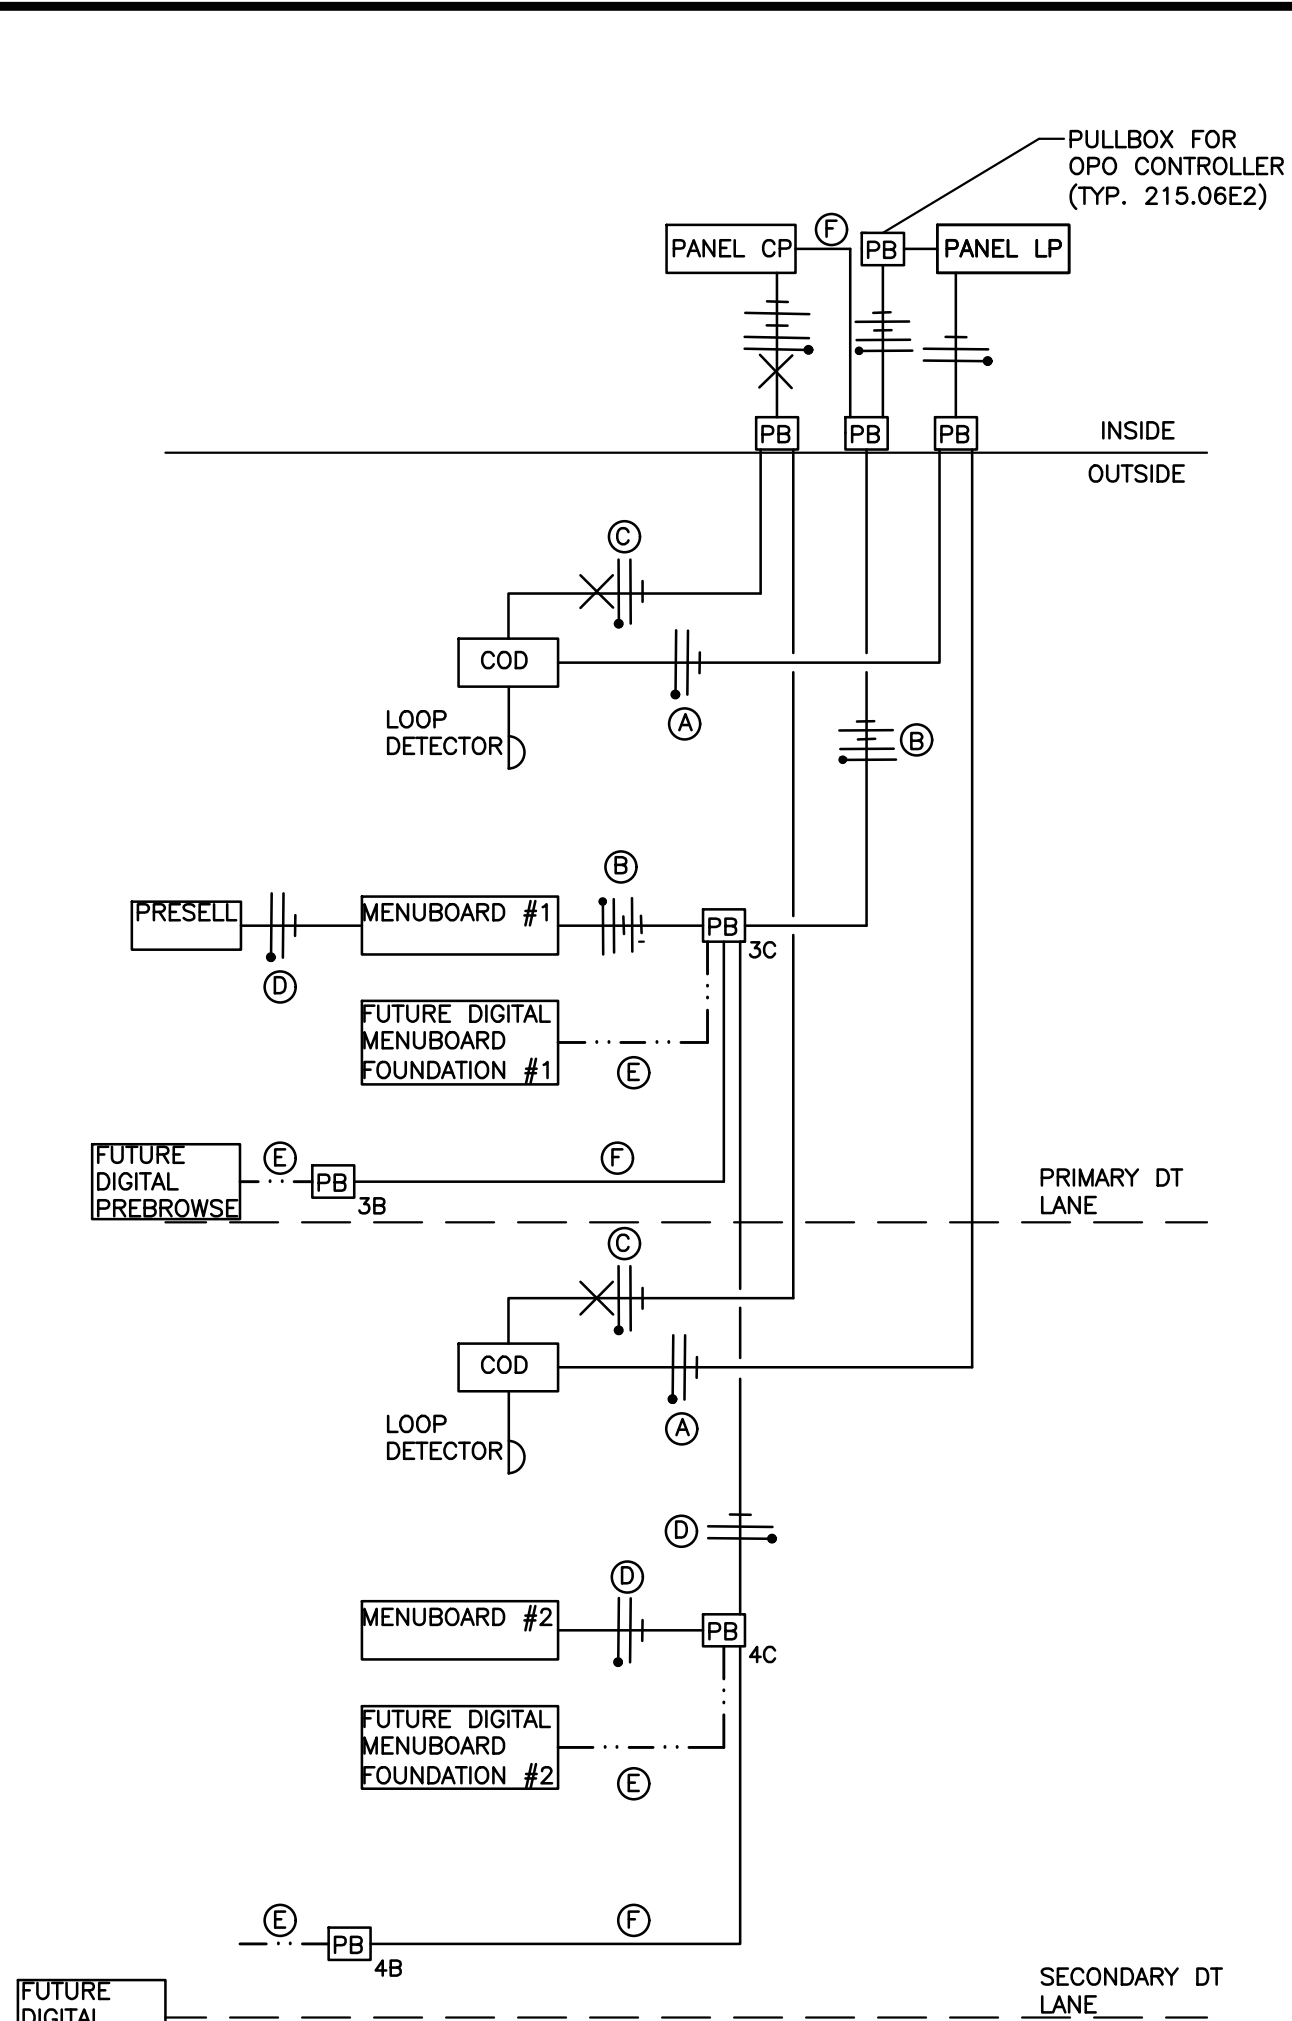 PULLBOX FOR
OPO CONTROLLER
(TYP. 215.06E2)
PANEL CP
F
PB
PANEL LP
PB
PB
PB
INSIDE
OUTSIDE
C
COD
A
LOOP
DETECTOR
B
B
PRESELL
MENUBOARD #1
PB
3C
D
FUTURE DIGITAL
MENUBOARD
FOUNDATION #1
E
FUTURE
DIGITAL
PREBROWSE
E
PB
3B
F
PRIMARY DT
LANE
C
COD
A
LOOP
DETECTOR
D
D
MENUBOARD #2
PB
4C
FUTURE DIGITAL
MENUBOARD
FOUNDATION #2
E
E
PB
4B
F
SECONDARY DT
LANE
FUTURE
DIGITAL